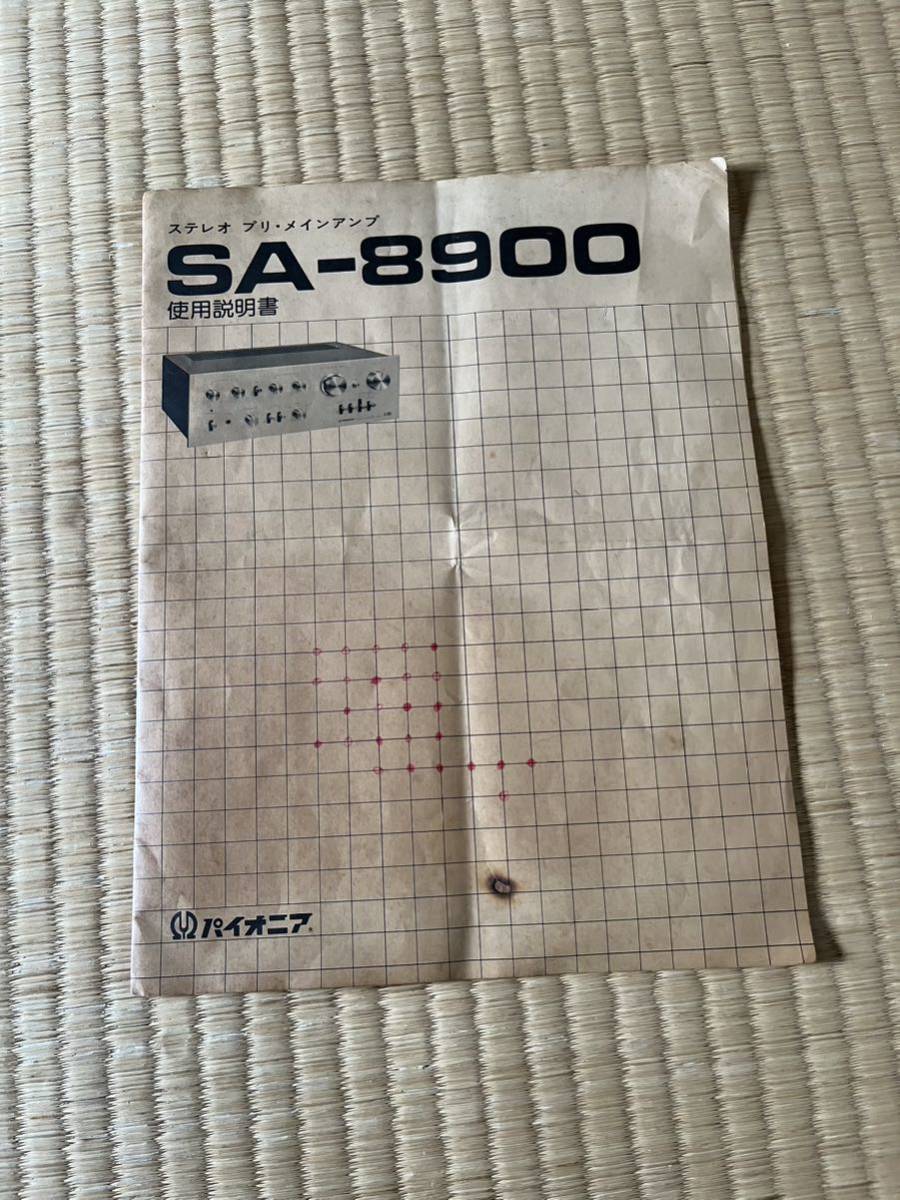 ステレオ プリ・メインアンプ
SA-8900
使用説明書
パイオニア